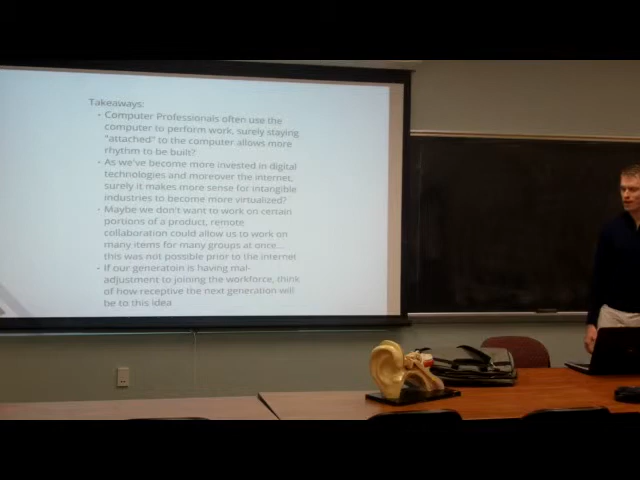 Takeaways:
• Computer Professionals often use the
computer to perform work, surely staying
"attached" to the computer allows more
rhythm to be built?
• As we've become more invested in digital
technologies and moreover the internet,
surely it makes more sense for intangible
industries to become more virtualized?
• Maybe we don't want to work on certain
portions of a product, remote
collaboration could allow us to work on
many items for many groups at once...
this was not possible prior to the internet
• If our generatoin is having mal-
adjustment to joining the workforce, think
of how receptive the next generation will
be to this idea